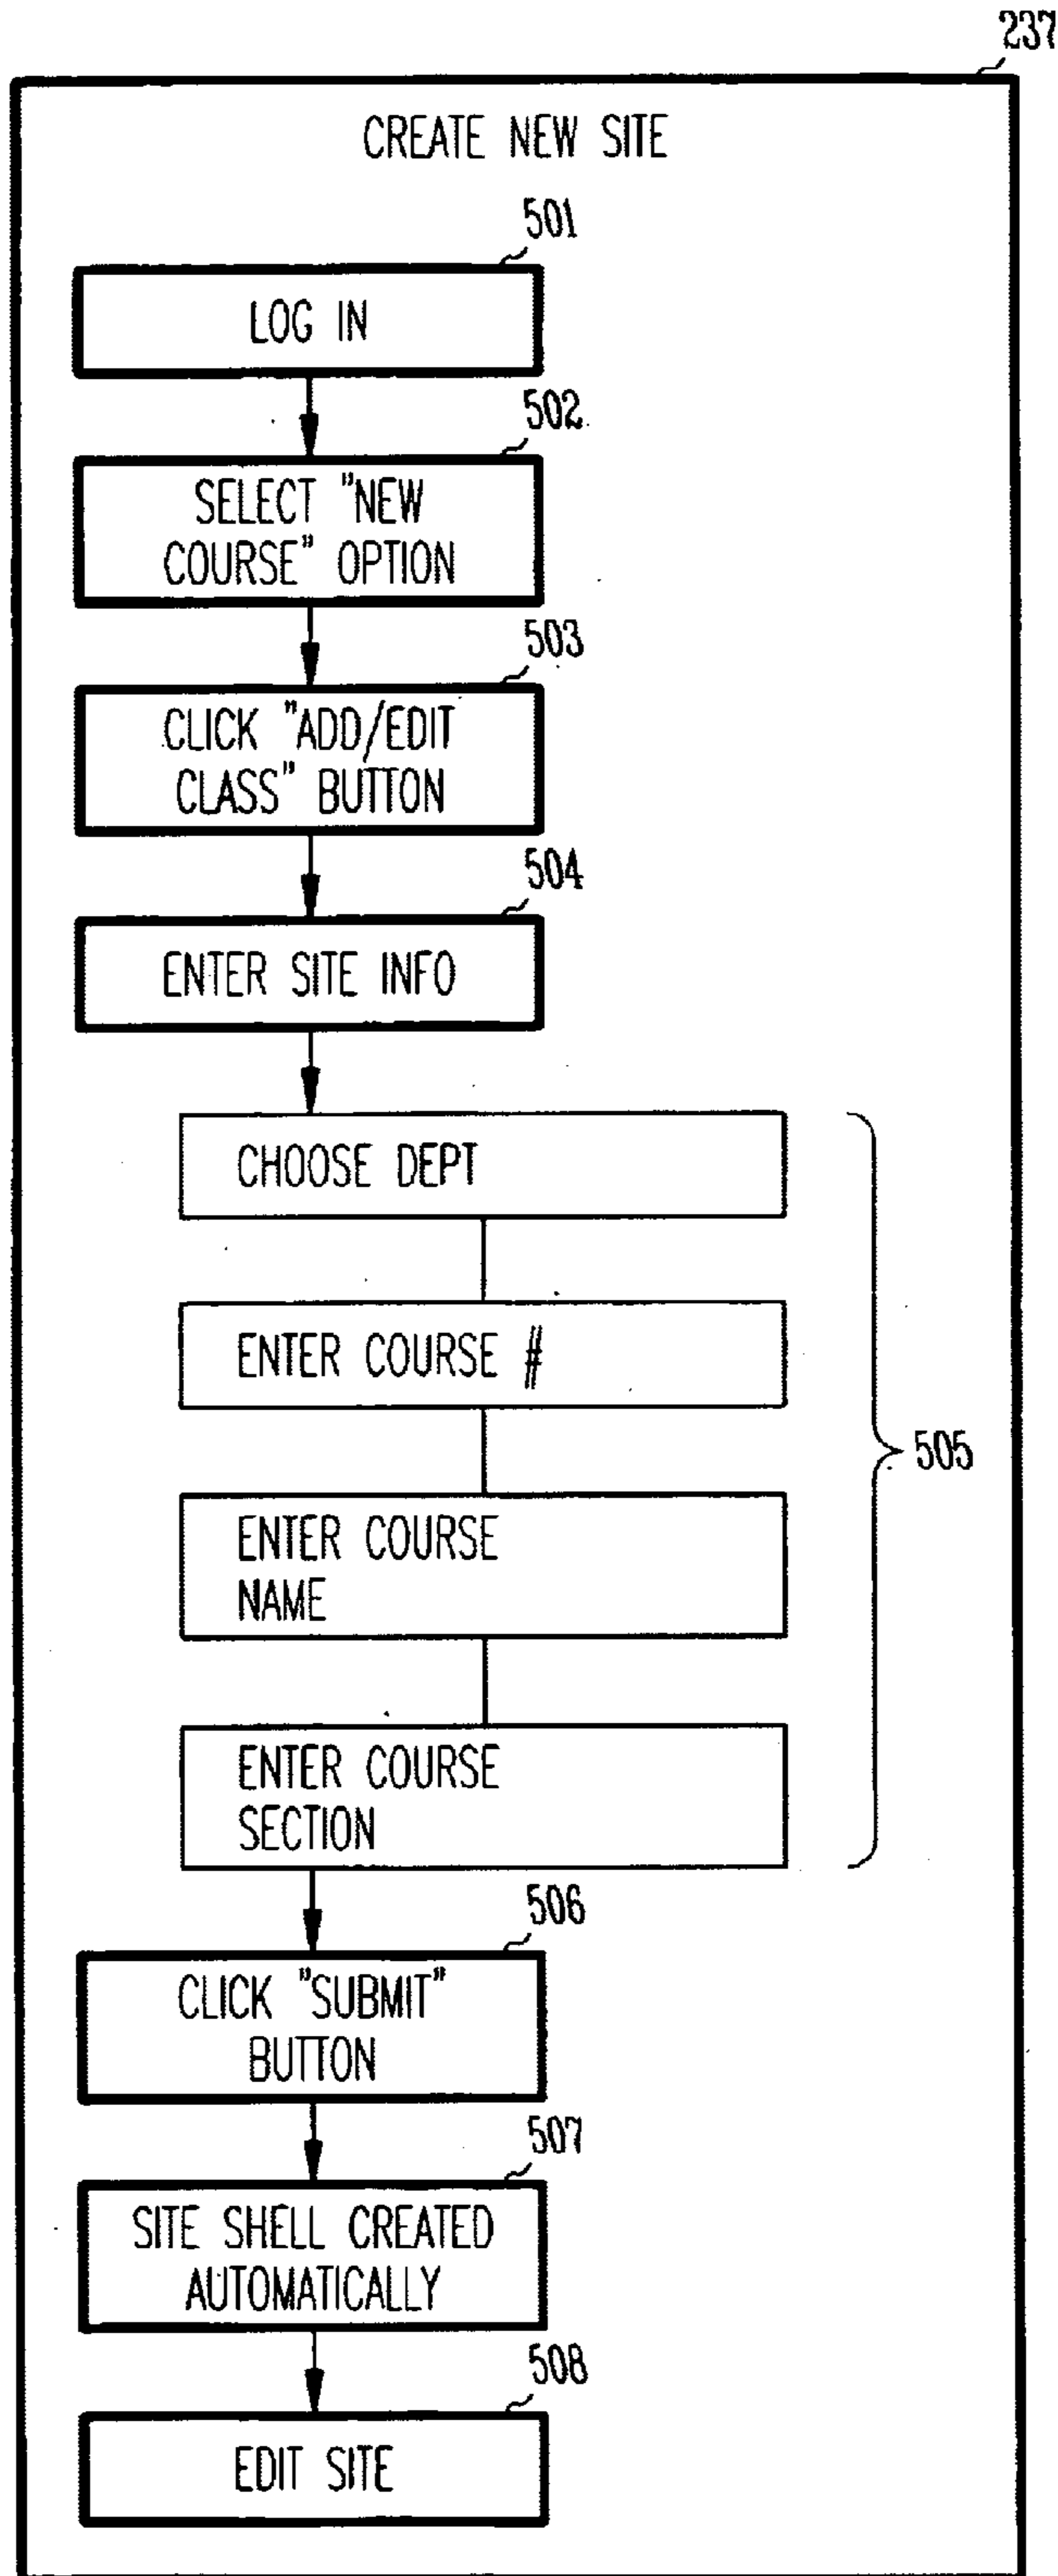 237
CREATE NEW SITE
501
LOG IN
502
SELECT "NEW
COURSE" OPTION
503
CLICK "ADD/EDIT
CLASS" BUTTON
504
ENTER SITE INFO
CHOOSE DEPT
ENTER COURSE #
505
ENTER COURSE
NAME
ENTER COURSE
SECTION
506
CLICK "SUBMIT"
BUTTON
507
SITE SHELL CREATED
AUTOMATICALLY
508
EDIT SITE